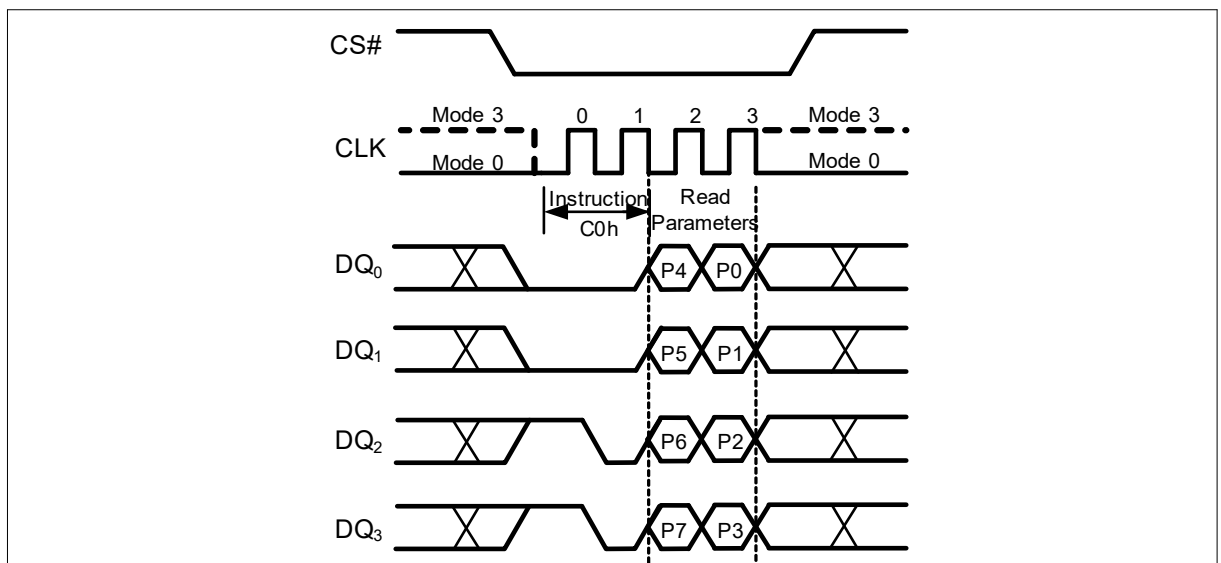 CS#
Mode 3 0 1 2 3 Mode 3
CLK
Mode 0 Mode 0
Instruction Read
C0h Parameters
DQ0 P4 P0
DQ1 P5 P1
DQ2 P6 P2
DQ3 P7 P3